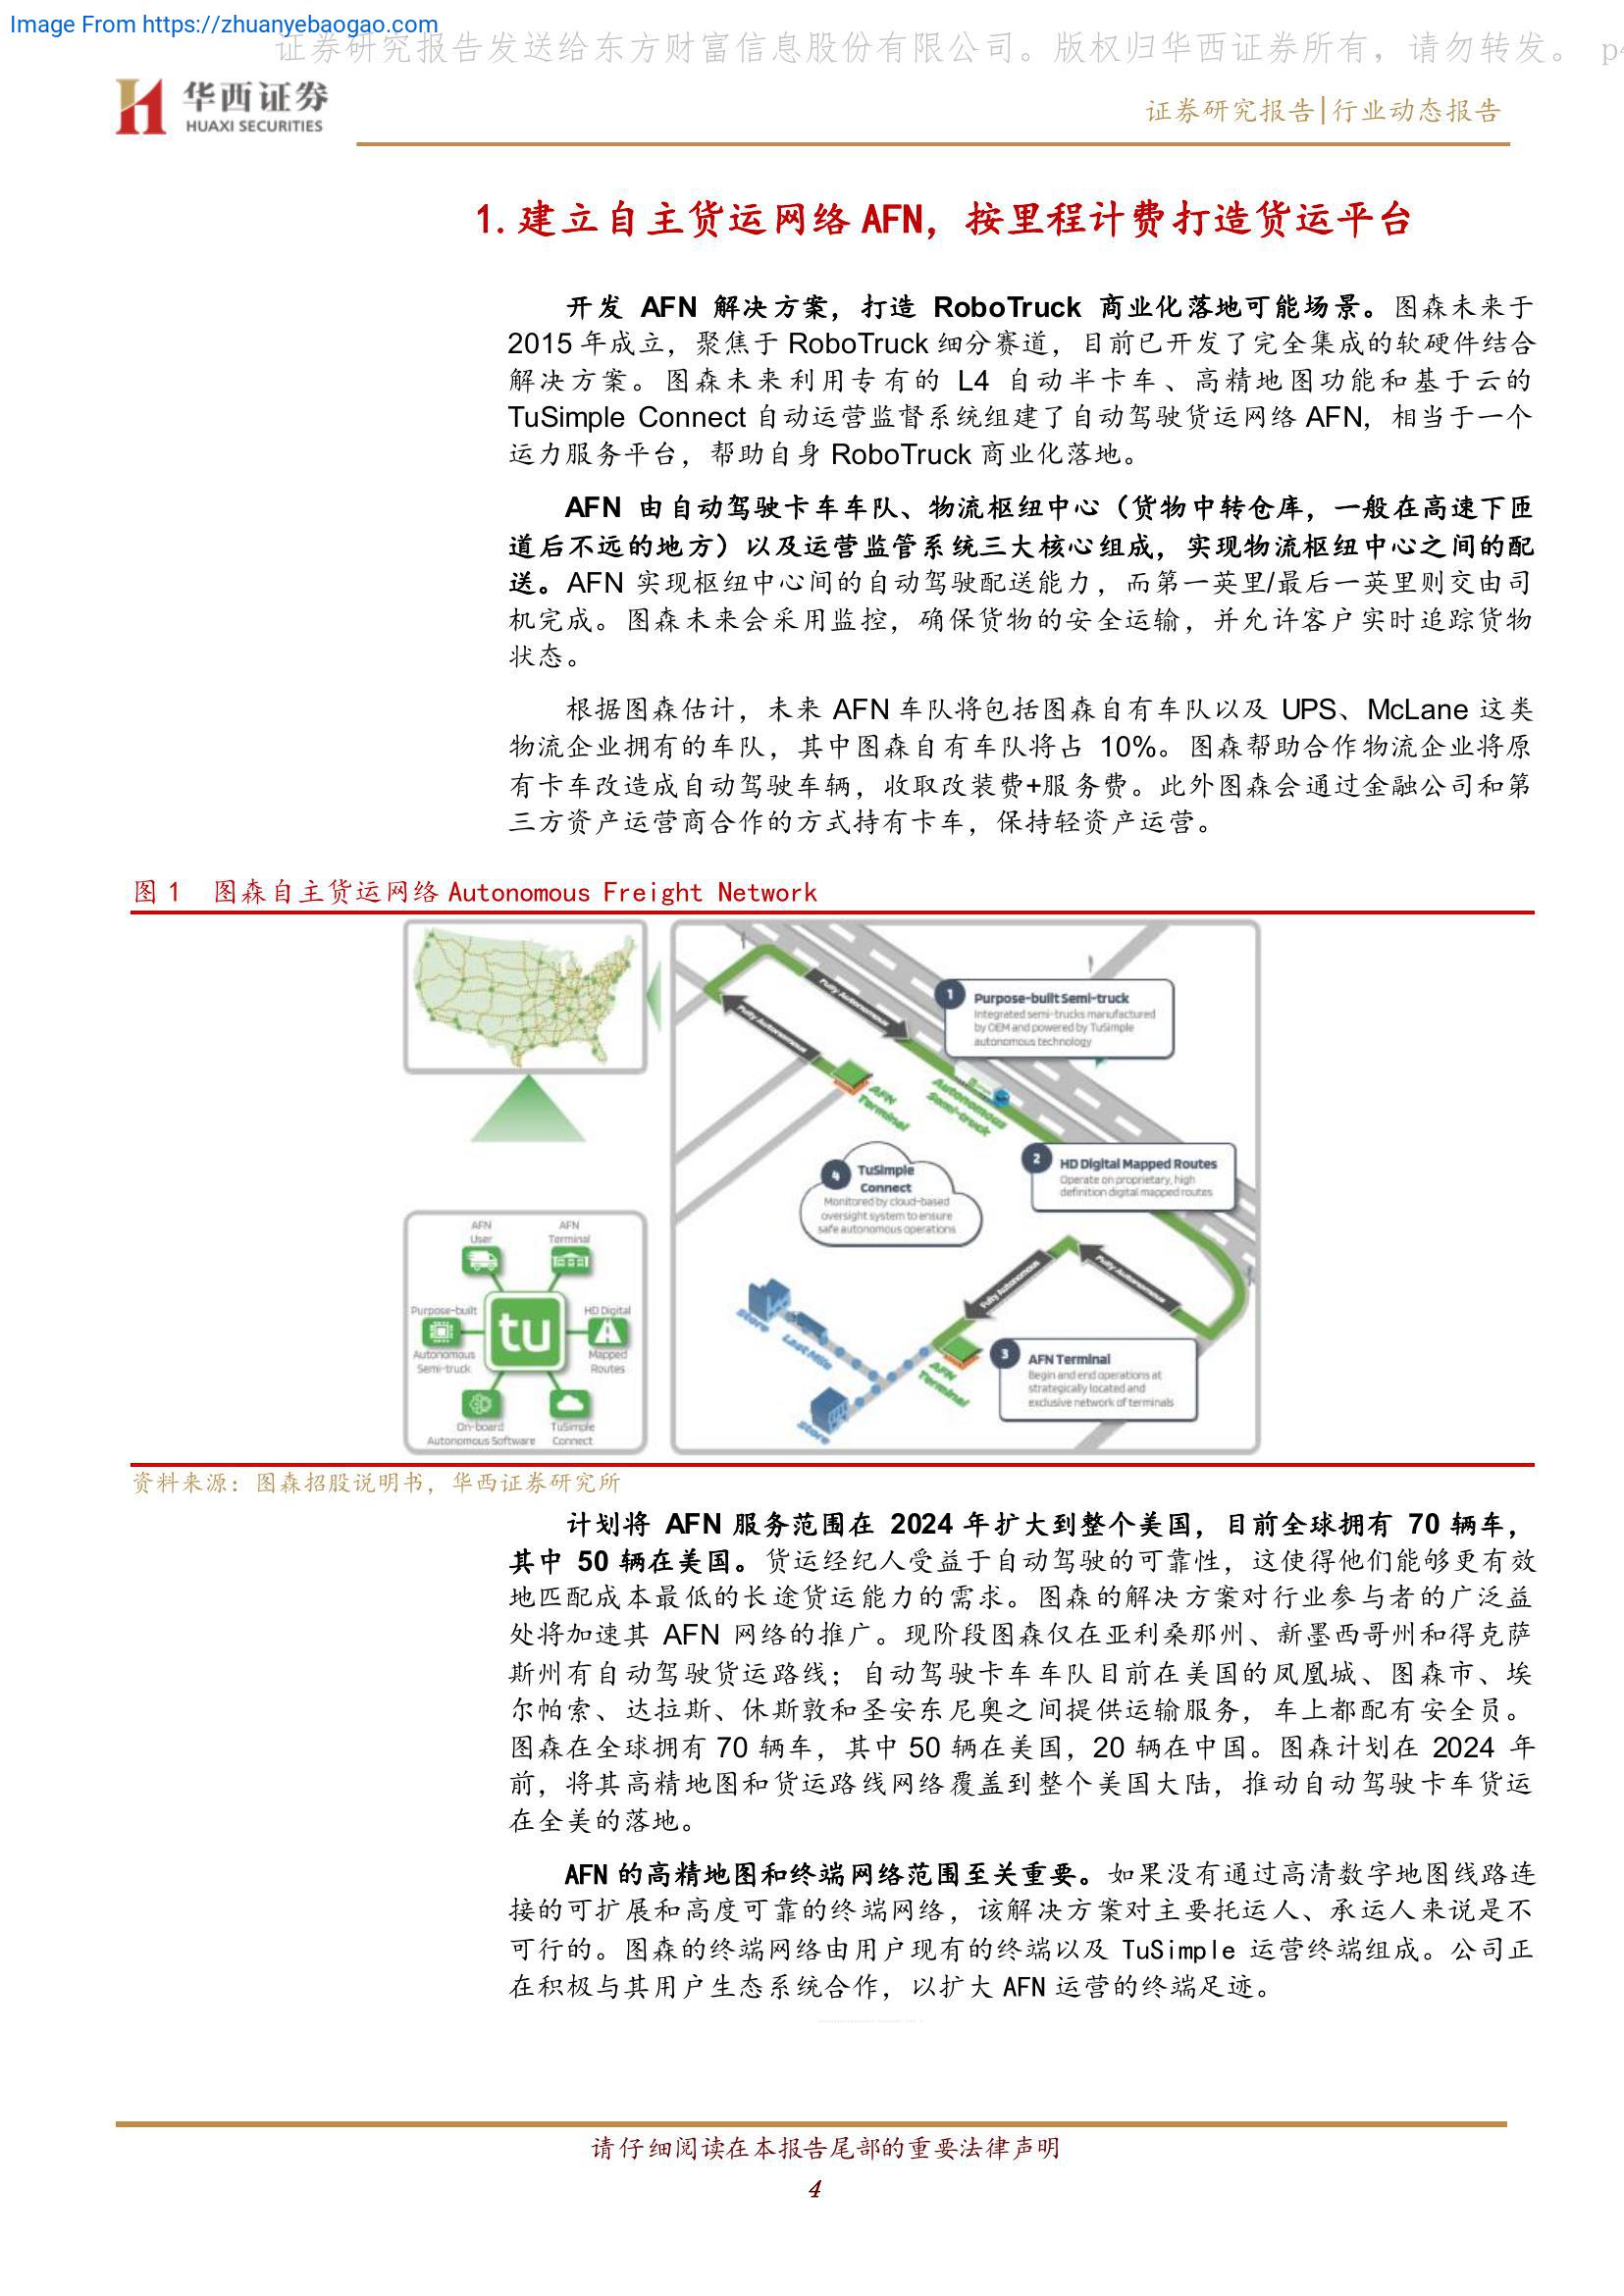 Image From https://zhuanyebaogao.com
证券研究报告发送给东方财富信息股份有限公司。版权归华西证券所有，请勿转发。 p4
华西证券
HUAXI SECURITIES
证券研究报告|行业动态报告
1. 建立自主货运网络 AFN，按里程计费打造货运平台
开发 AFN 解决方案，打造 RoboTruck 商业化落地可能场景。图森未来于
2015 年成立，聚焦于 RoboTruck 细分赛道，目前已开发了完全集成的软硬件结合
解决方案。图森未来利用专有的 L4 自动半卡车、高精地图功能和基于云的
TuSimple Connect 自动运营监督系统组建了自动驾驶货运网络 AFN，相当于一个
运力服务平台，帮助自身 RoboTruck 商业化落地。
AFN 由自动驾驶卡车车队、物流枢纽中心（货物中转仓库，一般在高速下匝
道后不远的地方）以及运营监管系统三大核心组成，实现物流枢纽中心之间的配
送。AFN 实现枢纽中心间的自动驾驶配送能力，而第一英里/最后一英里则交由司
机完成。图森未来会采用监控，确保货物的安全运输，并允许客户实时追踪货物
状态。
根据图森估计，未来 AFN 车队将包括图森自有车队以及 UPS、McLane 这类
物流企业拥有的车队，其中图森自有车队将占 10%。图森帮助合作物流企业将原
有卡车改造成自动驾驶车辆，收取改装费+服务费。此外图森会通过金融公司和第
三方资产运营商合作的方式持有卡车，保持轻资产运营。
图 1 图森自主货运网络 Autonomous Freight Network
Fully Autonomous
Fully Autonomous
1
Purpose-built Semi-truck
Integrated semi-trucks manufactured
by OEM and powered by TuSimple
autonomous technology
AFN
Terminal
Autonomous
Semi-truck
2
HD Digital Mapped Routes
Operate on proprietary, high
definition digital mapped routes
4
TuSimple
Connect
Monitored by cloud-based
oversight system to ensure
safe autonomous operations
Fully Autonomous
Fully Autonomous
Store
Last Mile
AFN
Terminal
Store
3
AFN Terminal
Begin and end operations at
strategically located and
exclusive network of terminals
AFN
User
AFN
Terminal
Purpose-built
Autonomous
Semi-truck
tu
HD Digital
Mapped
Routes
On-board
Autonomous Software
TuSimple
Connect
资料来源：图森招股说明书，华西证券研究所
计划将 AFN 服务范围在 2024 年扩大到整个美国，目前全球拥有 70 辆车，
其中 50 辆在美国。货运经纪人受益于自动驾驶的可靠性，这使得他们能够更有效
地匹配成本最低的长途货运能力的需求。图森的解决方案对行业参与者的广泛益
处将加速其 AFN 网络的推广。现阶段图森仅在亚利桑那州、新墨西哥州和得克萨
斯州有自动驾驶货运路线；自动驾驶卡车车队目前在美国的凤凰城、图森市、埃
尔帕索、达拉斯、休斯敦和圣安东尼奥之间提供运输服务，车上都配有安全员。
图森在全球拥有 70 辆车，其中 50 辆在美国，20 辆在中国。图森计划在 2024 年
前，将其高精地图和货运路线网络覆盖到整个美国大陆，推动自动驾驶卡车货运
在全美的落地。
AFN 的高精地图和终端网络范围至关重要。如果没有通过高清数字地图线路连
接的可扩展和高度可靠的终端网络，该解决方案对主要托运人、承运人来说是不
可行的。图森的终端网络由用户现有的终端以及 TuSimple 运营终端组成。公司正
在积极与其用户生态系统合作，以扩大 AFN 运营的终端足迹。
请仔细阅读在本报告尾部的重要法律声明
4